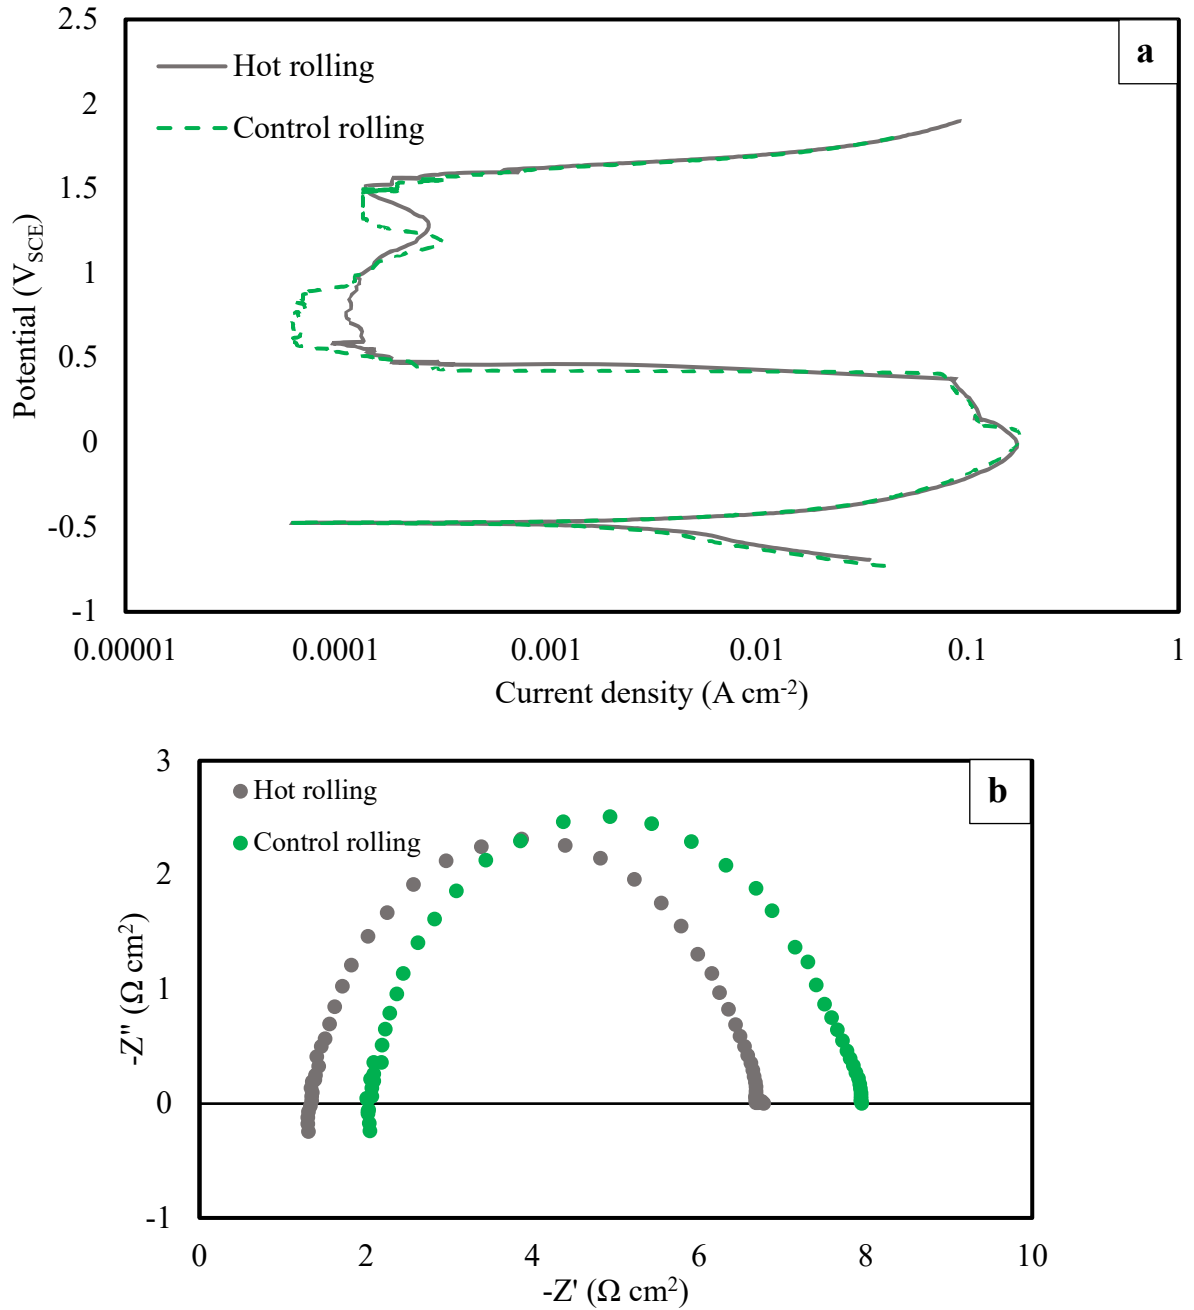 a
Hot rolling
Control rolling
2.5
2
1.5
1
0.5
0
-0.5
-1
Potential (V_SCE)
0.00001
0.0001
0.001
0.01
0.1
1
Current density (A cm⁻²)
b
Hot rolling
Control rolling
3
2
1
0
-1
-Z'' (Ω cm²)
0
2
4
6
8
10
-Z' (Ω cm²)